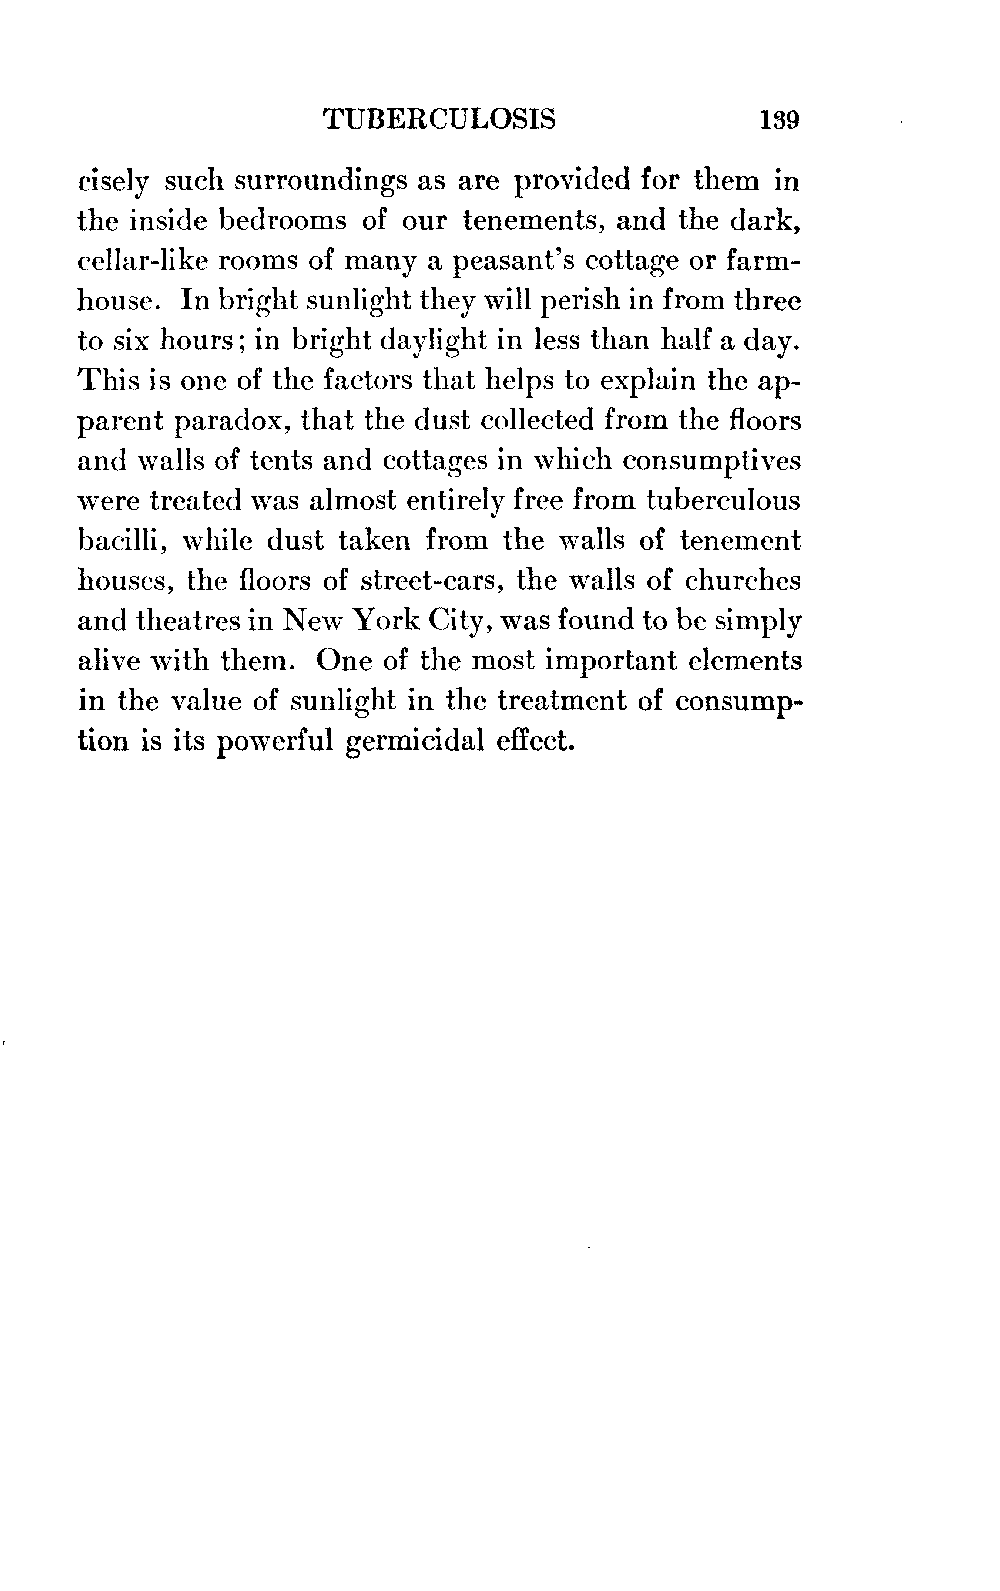 TUBERCULOSIS 139
cisely such surroundings as are provided for them in
the inside bedrooms of our tenements, and the dark,
cellar-like rooms of many a peasant's cottage or farm-
house. In bright sunlight they will perish in from three
to six hours; in bright daylight in less than half a day.
This is one of the factors that helps to explain the ap-
parent paradox, that the dust collected from the floors
and walls of tents and cottages in which consumptives
were treated was almost entirely free from tuberculous
bacilli, while dust taken from the walls of tenement
houses, the floors of street-cars, the walls of churches
and theatres in New York City, was found to be simply
alive with them. One of the most important elements
in the value of sunlight in the treatment of consump-
tion is its powerful germicidal effect.